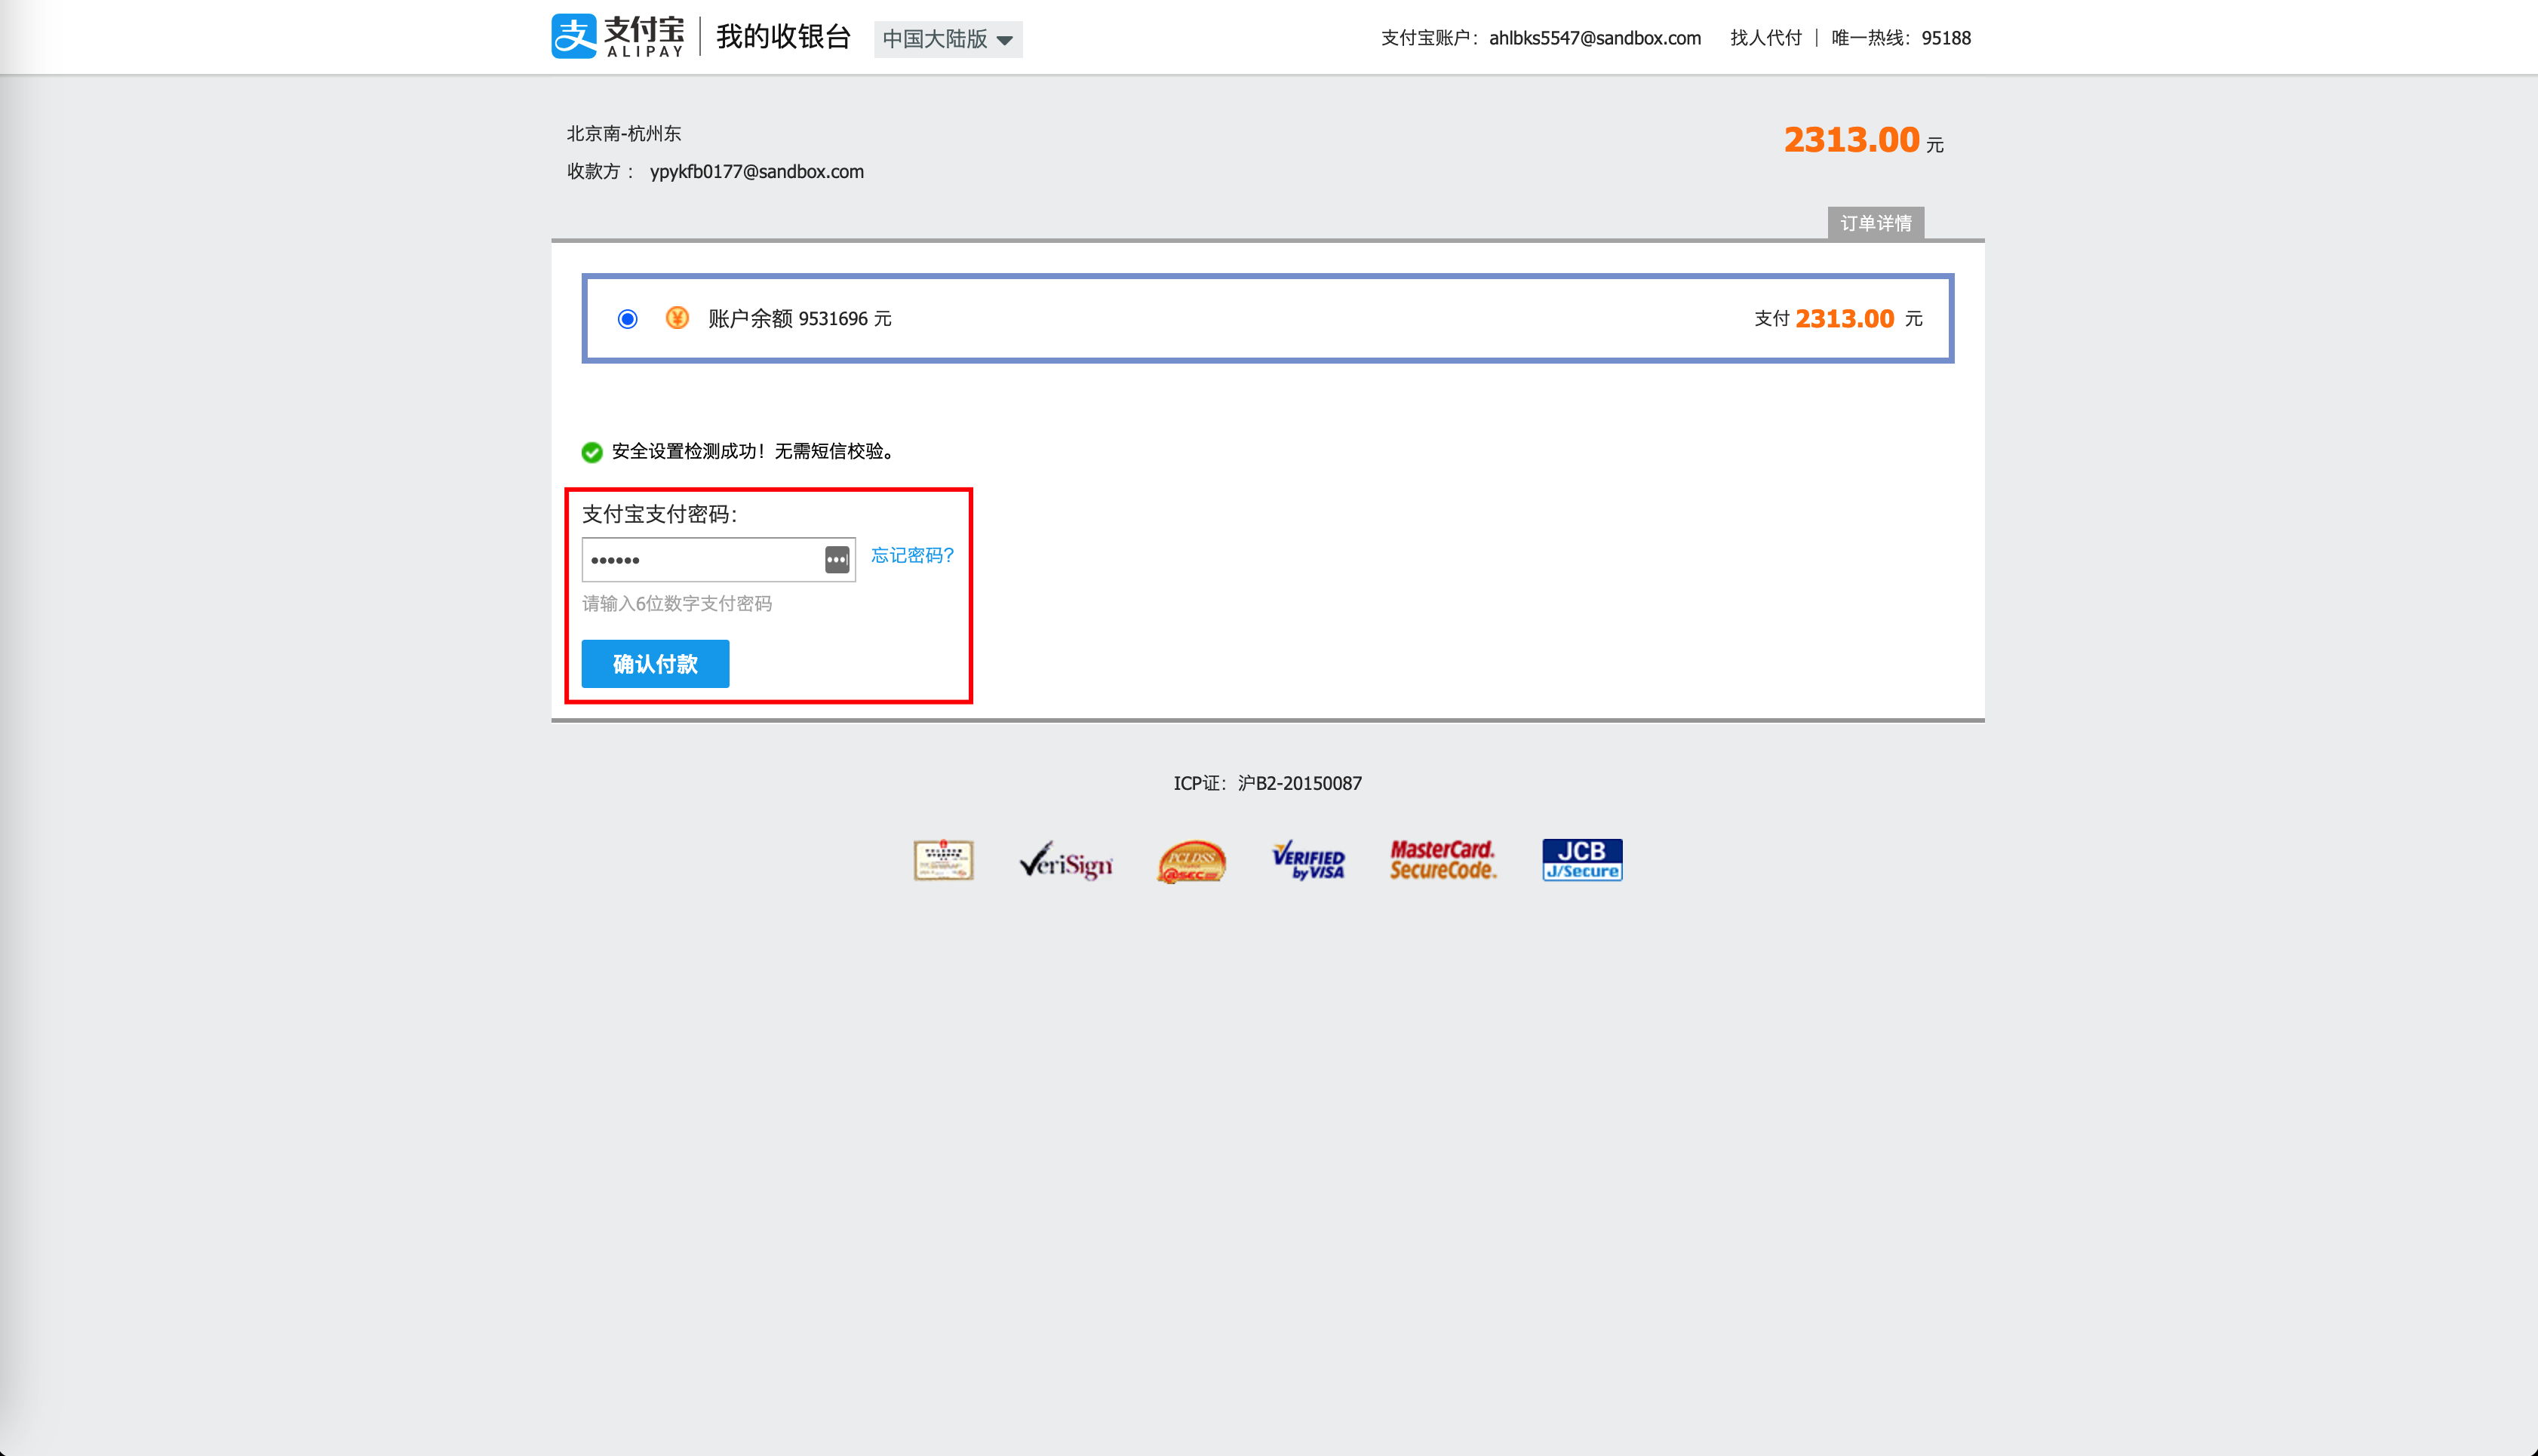 支付宝 ALIPAY 我的收银台 中国大陆版 支付宝账户：ahlbks5547@sandbox.com 找人代付 唯一热线：95188
北京南-杭州东 2313.00 元
收款方： ypykfb0177@sandbox.com
订单详情
账户余额 9531696 元 支付 2313.00 元
安全设置检测成功！无需短信校验。
支付宝支付密码：
•••••• 忘记密码?
请输入6位数字支付密码
确认付款
ICP证：沪B2-20150087
VeriSign PCI DSS @SEC VERIFIED by VISA MasterCard. SecureCode. JCB J/Secure